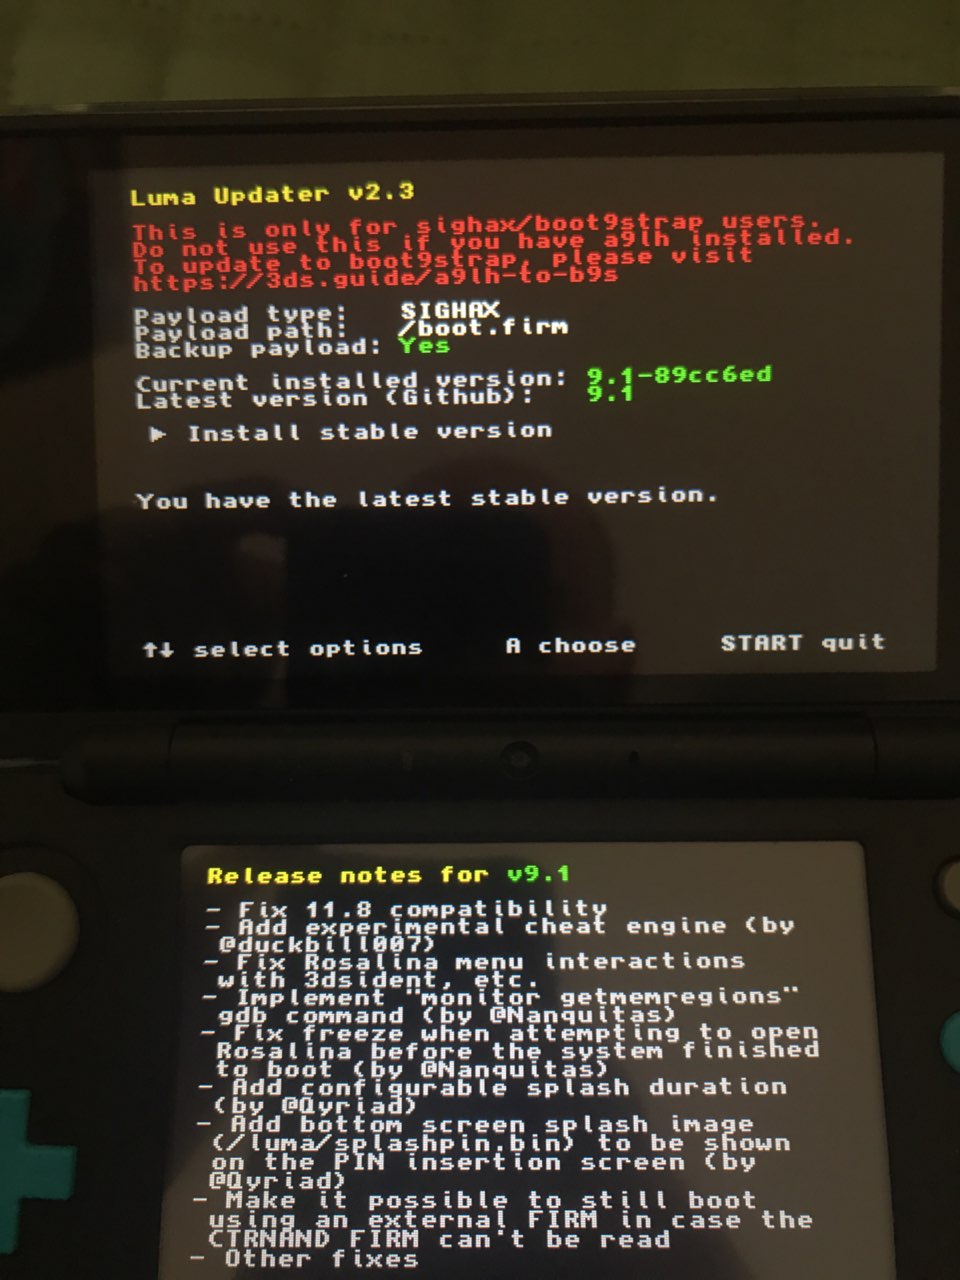 Luma Updater v2.3
This is only for sighax/boot9strap users.
Do not use this if you have a9lh installed.
To update to boot9strap, please visit
https://3ds.guide/a9lh-to-b9s
Payload type: SIGHAX
Payload path: /boot.firm
Backup payload: Yes
Current installed version: 9.1-89cc6ed
Latest version (Github): 9.1
► Install stable version
You have the latest stable version.
↑↓ select options A choose START quit
Release notes for v9.1
- Fix 11.8 compatibility
- Add experimental cheat engine (by
@duckbill007)
- Fix Rosalina menu interactions
with 3dsident, etc.
- Implement "monitor getmemregions"
gdb command (by @Nanquitas)
- Fix freeze when attempting to open
Rosalina before the system finished
to boot (by @Nanquitas)
- Add configurable splash duration
(by @Qyriad)
- Add bottom screen splash image
(/luma/splashpin.bin) to be shown
on the PIN insertion screen (by
@Qyriad)
- Make it possible to still boot
using an external FIRM in case the
CTRNAND FIRM can't be read
- Other fixes